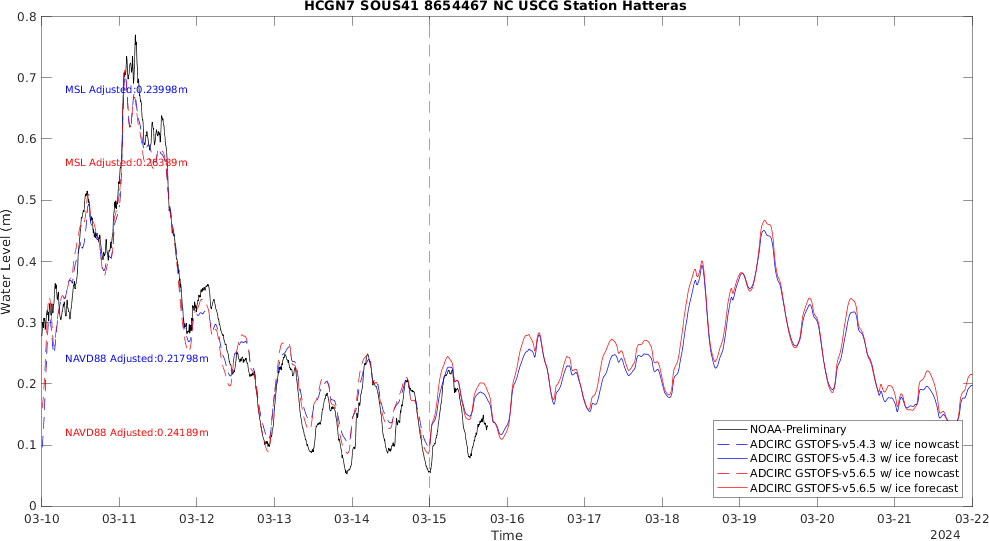 HCGN7 SOUS41 8654467 NC USCG Station Hatteras
Water Level (m)
0.8
0.7
0.6
0.5
0.4
0.3
0.2
0.1
0
MSL Adjusted:0.23998m
NAVD88 Adjusted:0.21798m
NAVD88 Adjusted:0.24189m
NOAA-Preliminary
ADCIRC GSTOFS-v5.4.3 w/ ice nowcast
ADCIRC GSTOFS-v5.4.3 w/ ice forecast
ADCIRC GSTOFS-v5.6.5 w/ ice nowcast
ADCIRC GSTOFS-v5.6.5 w/ ice forecast
03-10 03-11 03-12 03-13 03-14 03-15 03-16 03-17 03-18 03-19 03-20 03-21 03-22
Time
2024